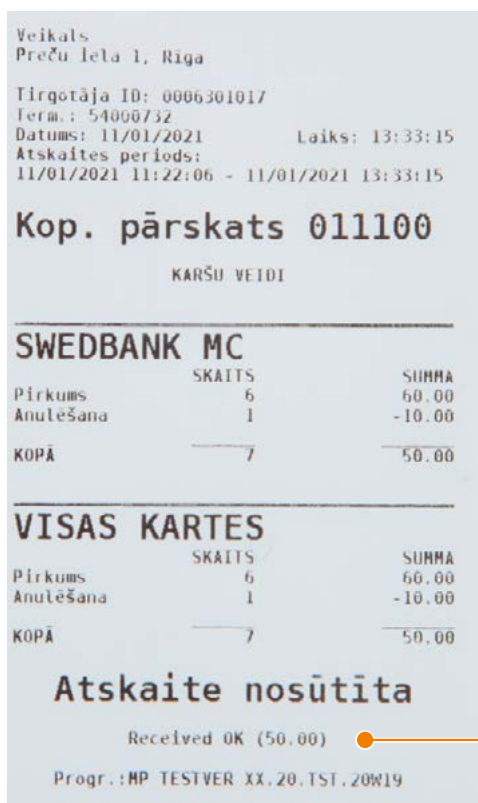 Veikals
Preču iela 1, Rīga
Tirgotāja ID: 0006301017
Term.: 54000732
Datums: 11/01/2021 Laiks: 13:33:15
Atskaites periods:
11/01/2021 11:22:06 - 11/01/2021 13:33:15
Kop. pārskats 011100
KARŠU VEIDI
SWEDBANK MC
SKAITS SUMMA
Pirkums 6 60.00
Anulēšana 1 -10.00
KOPĀ 7 50.00
VISAS KARTES
SKAITS SUMMA
Pirkums 6 60.00
Anulēšana 1 -10.00
KOPĀ 7 50.00
Atskaite nosūtīta
Received OK (50.00)
Progr.:MP TESTVER XX.20.TST.20W19